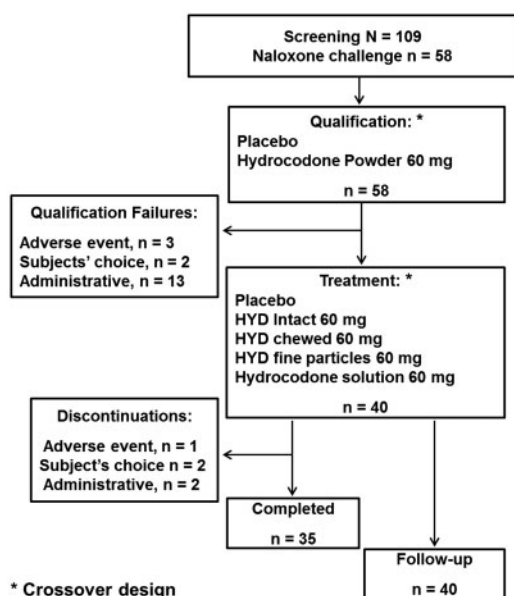 Screening N = 109
Naloxone challenge n = 58
Qualification: *
Placebo
Hydrocodone Powder 60 mg
n = 58
Qualification Failures:
Adverse event, n = 3
Subjects' choice, n = 2
Administrative, n = 13
Treatment: *
Placebo
HYD Intact 60 mg
HYD chewed 60 mg
HYD fine particles 60 mg
Hydrocodone solution 60 mg
n = 40
Discontinuations:
Adverse event, n = 1
Subject's choice n = 2
Administrative, n = 2
Completed
n = 35
Follow-up
n = 40
* Crossover design